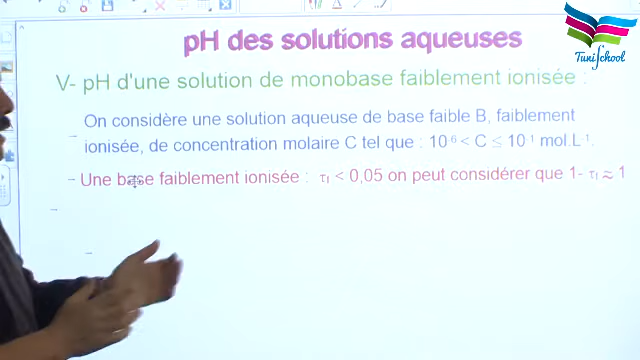 pH des solutions aqueuses
TuniSchool
V- pH d'une solution de monobase faiblement ionisée :
On considère une solution aqueuse de base faible B, faiblement
ionisée, de concentration molaire C tel que : 10⁻⁶ < C ≤ 10⁻¹ mol.L⁻¹.
- Une base faiblement ionisée : τf < 0,05 on peut considérer que 1- τf ≈ 1